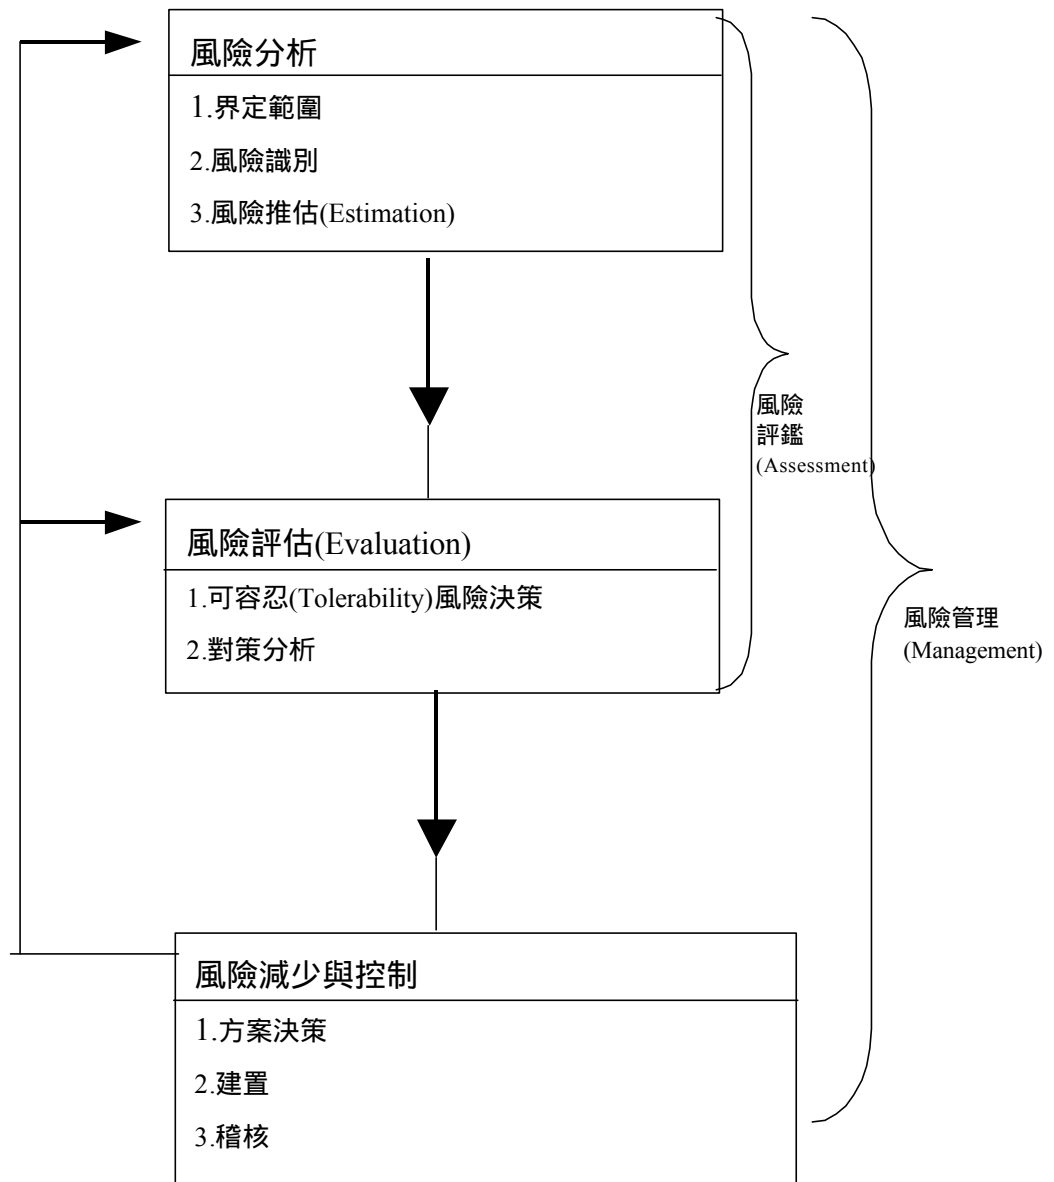 風險分析
1.界定範圍
2.風險識別
3.風險推估(Estimation)
風險
評鑑
(Assessment)
風險評估(Evaluation)
1.可容忍(Tolerability)風險決策
2.對策分析
風險管理
(Management)
風險減少與控制
1.方案決策
2.建置
3.稽核